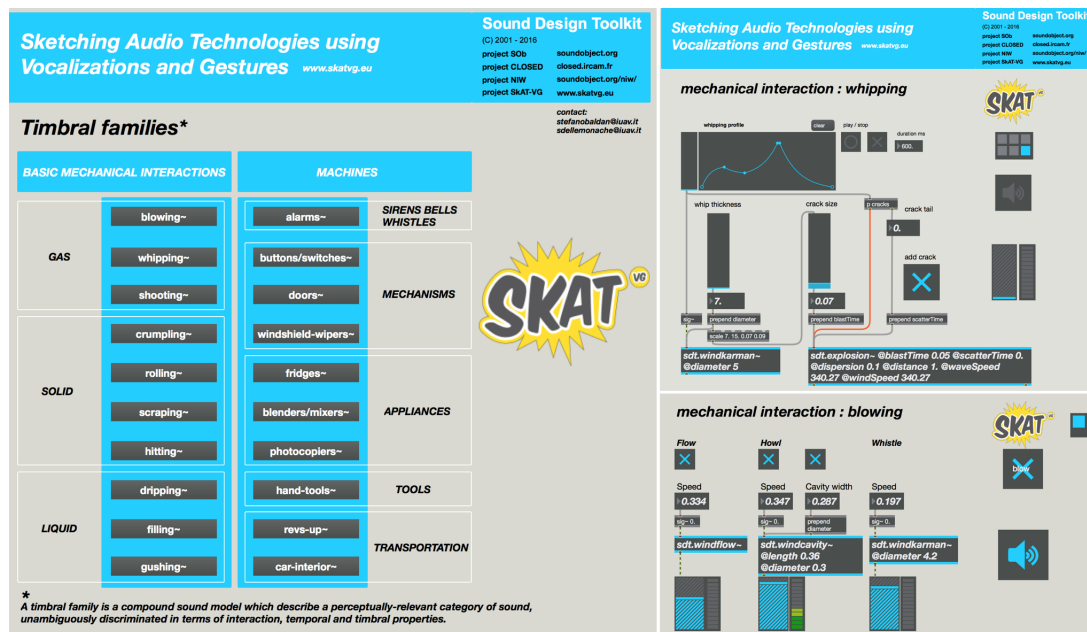 Sketching Audio Technologies using
Vocalizations and Gestures www.skatvg.eu
Sound Design Toolkit
(C) 2001 - 2016
project SOb soundobject.org
project CLOSED closed.ircam.fr
project NIW soundobject.org/niw/
project SkAT-VG www.skatvg.eu
contact:
stefanobaldan@iuav.it
sdellemonache@iuav.it
Timbral families*
BASIC MECHANICAL INTERACTIONS
MACHINES
GAS
blowing~
whipping~
shooting~
SOLID
crumpling~
rolling~
scraping~
hitting~
LIQUID
dripping~
filling~
gushing~
alarms~
SIRENS BELLS
WHISTLES
buttons/switches~
doors~
windshield-wipers~
MECHANISMS
fridges~
blenders/mixers~
photocopiers~
APPLIANCES
hand-tools~
TOOLS
revs-up~
car-interior~
TRANSPORTATION
SKAT VG
*
A timbral family is a compound sound model which describe a perceptually-relevant category of sound,
unambiguously discriminated in terms of interaction, temporal and timbral properties.
Sketching Audio Technologies using
Vocalizations and Gestures www.skatvg.eu
Sound Design Toolkit
(C) 2001 - 2016
project SOb soundobject.org
project CLOSED closed.ircam.fr
project NIW soundobject.org/niw/
project SkAT-VG www.skatvg.eu
mechanical interaction : whipping
SKAT
whipping profile
clear
play / stop
duration ms
600.
whip thickness
crack size
p cracks
crack tail
0.
add crack
7.
0.07
sig~
prepend diameter
prepend blastTime
prepend scatterTime
scale 7. 15. 0.07 0.09
sdt.windkarman~
@diameter 5
sdt.explosion~ @blastTime 0.05 @scatterTime 0.
@dispersion 0.1 @distance 1. @waveSpeed
340.27 @windSpeed 340.27
mechanical interaction : blowing
SKAT
Flow
Howl
Whistle
blow
Speed
Speed
Cavity width
Speed
0.334
0.347
0.287
0.197
sig~ 0.
sig~ 0.
prepend
diameter
sig~ 0.
sdt.windflow~
sdt.windcavity~
@length 0.36
@diameter 0.3
sdt.windkarman~
@diameter 4.2